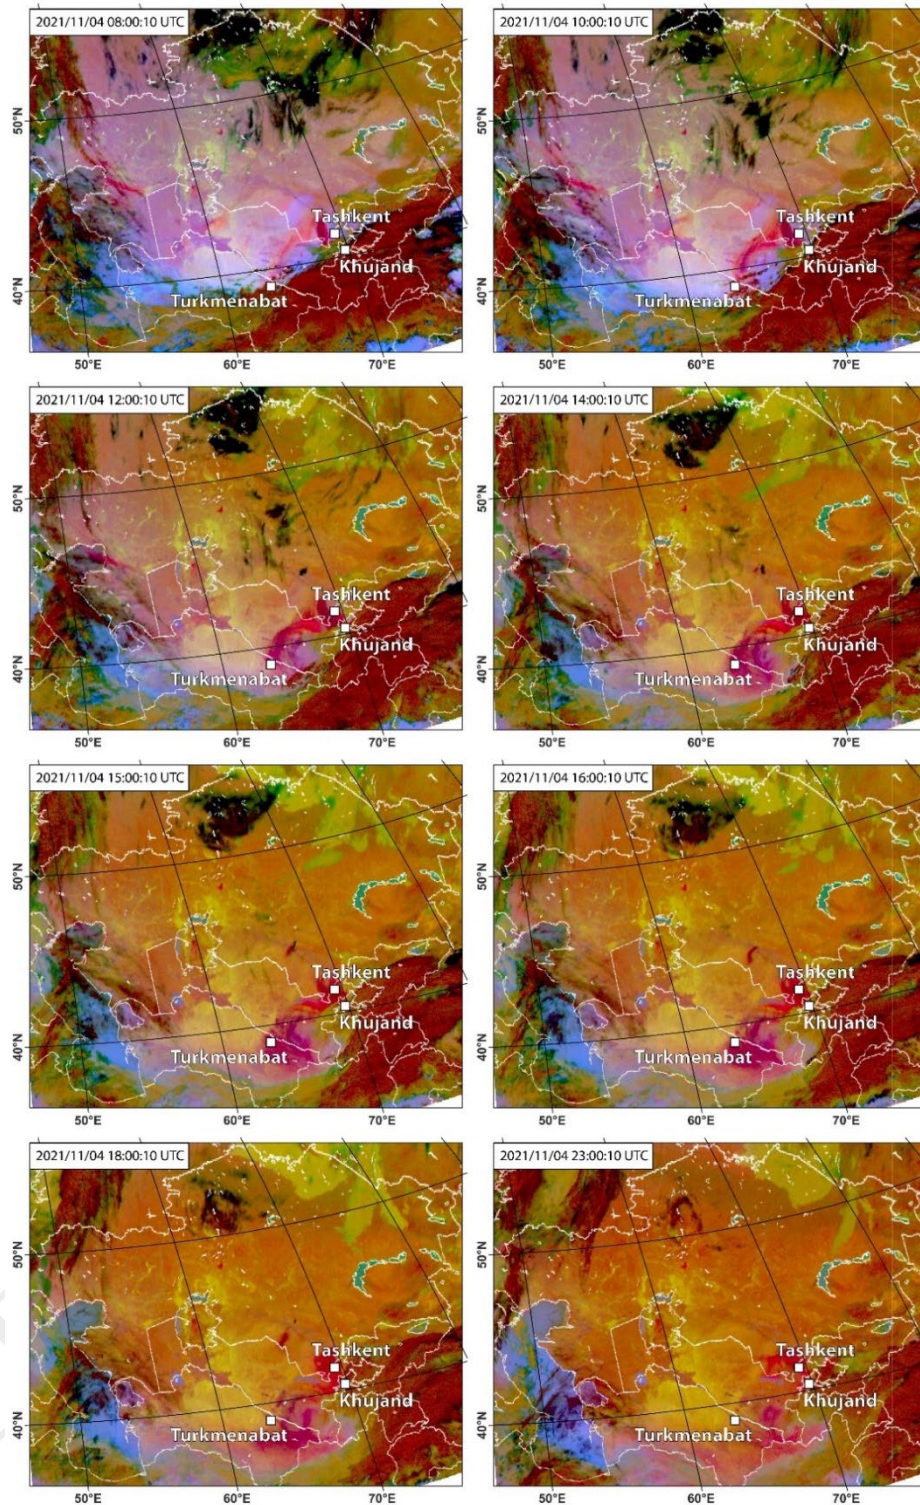 2021/11/04 08:00:10 UTC
2021/11/04 10:00:10 UTC
50°N
50°N
Tashkent
Tashkent
Khujand
Khujand
40°N
40°N
Turkmenabat
Turkmenabat
50°E 60°E 70°E
50°E 60°E 70°E
2021/11/04 12:00:10 UTC
2021/11/04 14:00:10 UTC
50°N
50°N
Tashkent
Tashkent
Khujand
Khujand
40°N
40°N
Turkmenabat
Turkmenabat
50°E 60°E 70°E
50°E 60°E 70°E
2021/11/04 15:00:10 UTC
2021/11/04 16:00:10 UTC
50°N
50°N
Tashkent
Tashkent
Khujand
Khujand
40°N
40°N
Turkmenabat
Turkmenabat
50°E 60°E 70°E
50°E 60°E 70°E
2021/11/04 18:00:10 UTC
2021/11/04 23:00:10 UTC
50°N
50°N
Tashkent
Tashkent
Khujand
Khujand
40°N
40°N
Turkmenabat
Turkmenabat
50°E 60°E 70°E
50°E 60°E 70°E